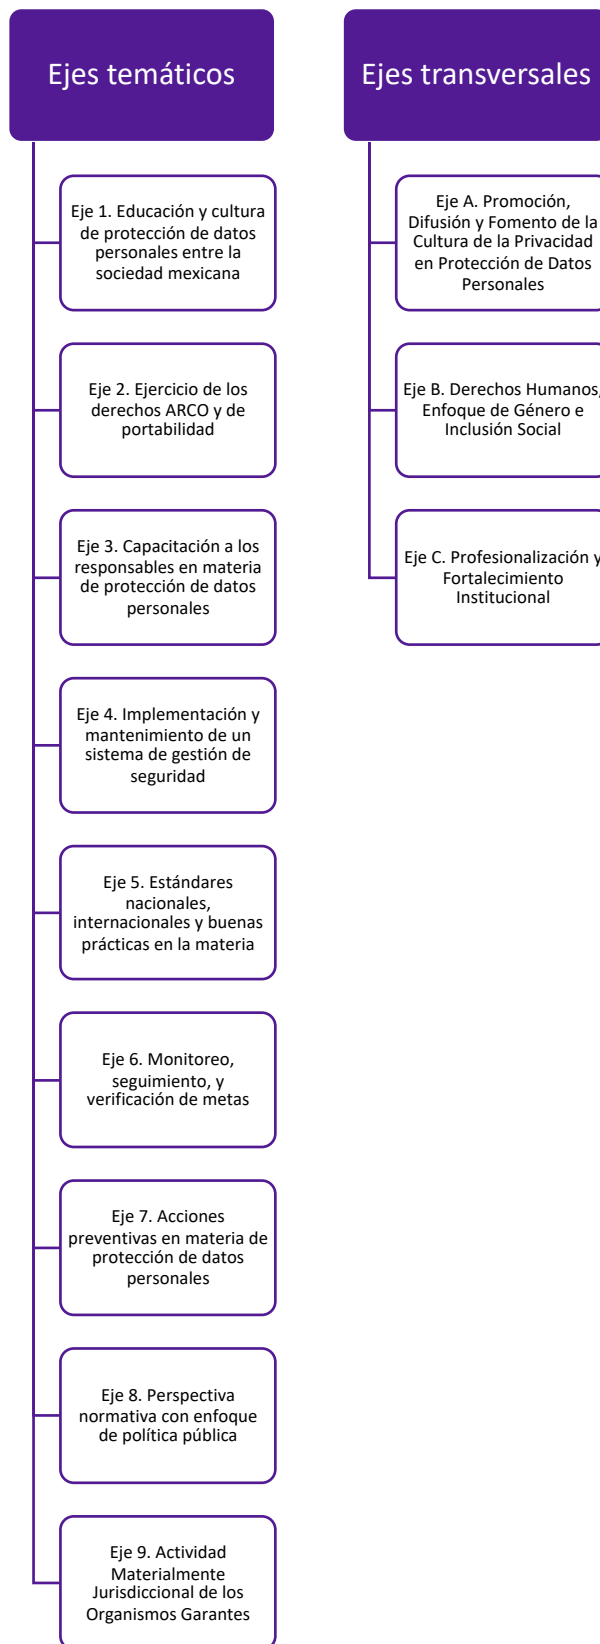 Ejes temáticos
Eje 1. Educación y cultura
de protección de datos
personales entre la
sociedad mexicana
Eje 2. Ejercicio de los
derechos ARCO y de
portabilidad
Eje 3. Capacitación a los
responsables en materia
de protección de datos
personales
Eje 4. Implementación y
mantenimiento de un
sistema de gestión de
seguridad
Eje 5. Estándares
nacionales,
internacionales y buenas
prácticas en la materia
Eje 6. Monitoreo,
seguimiento, y
verificación de metas
Eje 7. Acciones
preventivas en materia de
protección de datos
personales
Eje 8. Perspectiva
normativa con enfoque
de política pública
Eje 9. Actividad
Materialmente
Jurisdiccional de los
Organismos Garantes
Ejes transversales
Eje A. Promoción,
Difusión y Fomento de la
Cultura de la Privacidad
en Protección de Datos
Personales
Eje B. Derechos Humanos,
Enfoque de Género e
Inclusión Social
Eje C. Profesionalización y
Fortalecimiento
Institucional